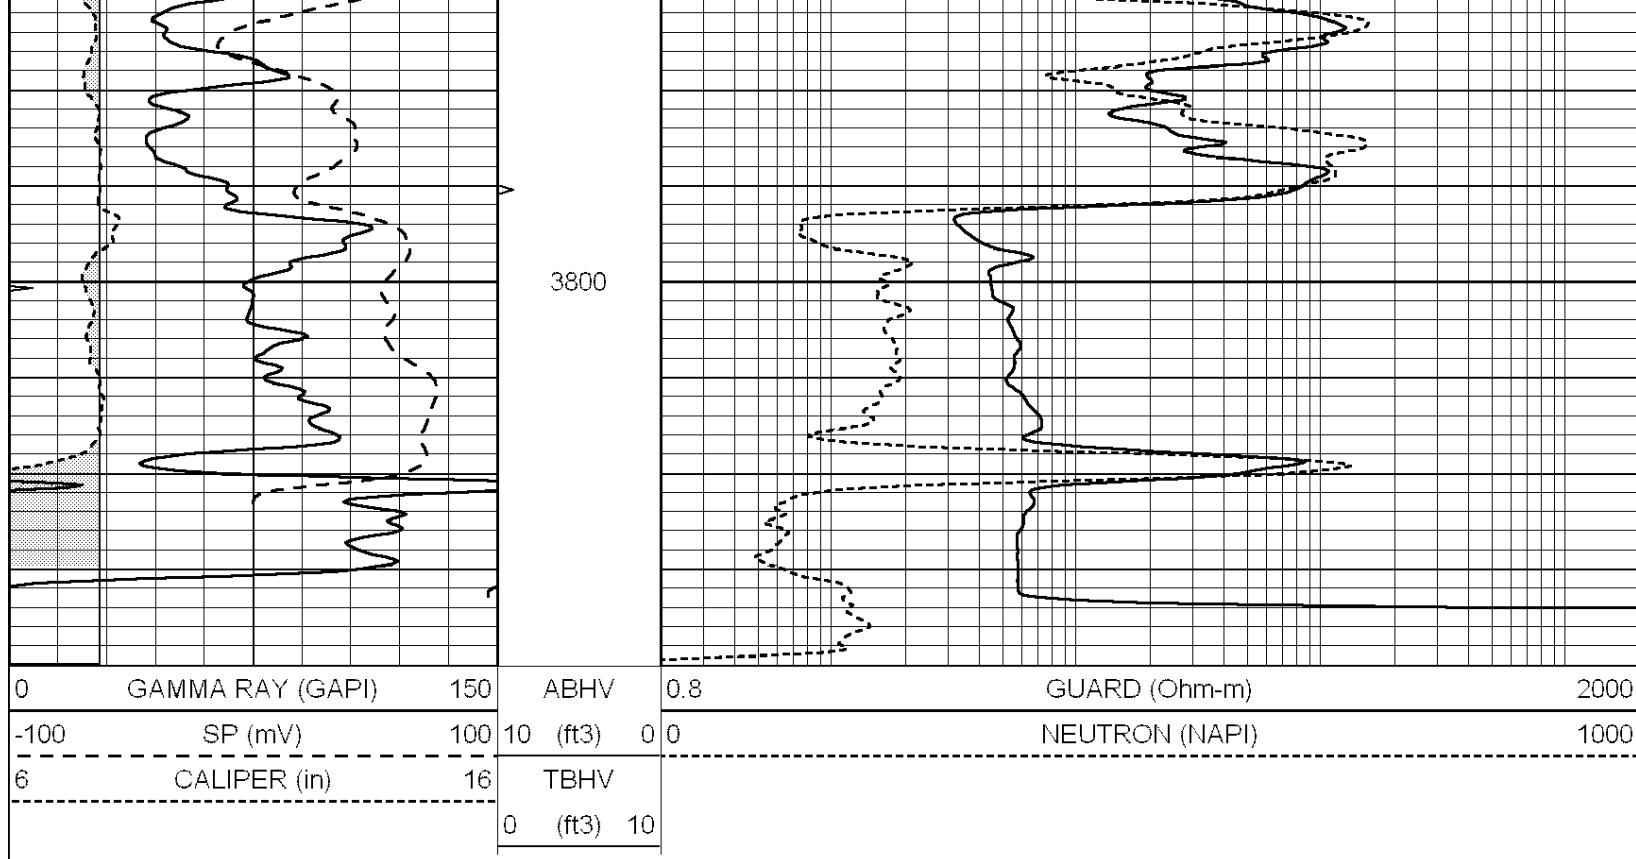 3800
0 GAMMA RAY (GAPI) 150 ABHV 0.8 GUARD (Ohm-m) 2000
-100 SP (mV) 100 10 (ft3) 0 0 NEUTRON (NAPI) 1000
6 CALIPER (in) 16 TBHV
0 (ft3) 10